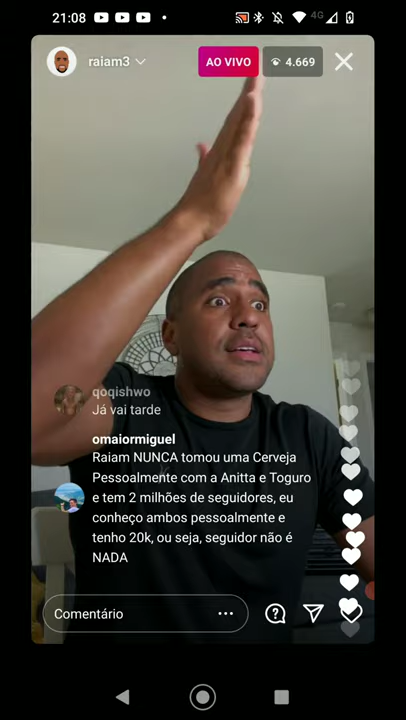 21:08
4G
raiam3
AO VIVO
4.669
qoqishwo
Já vai tarde
omaiormiguel
Raiam NUNCA tomou uma Cerveja
Pessoalmente com a Anitta e Toguro
e tem 2 milhões de seguidores, eu
conheço ambos pessoalmente e
tenho 20k, ou seja, seguidor não é
NADA
Comentário